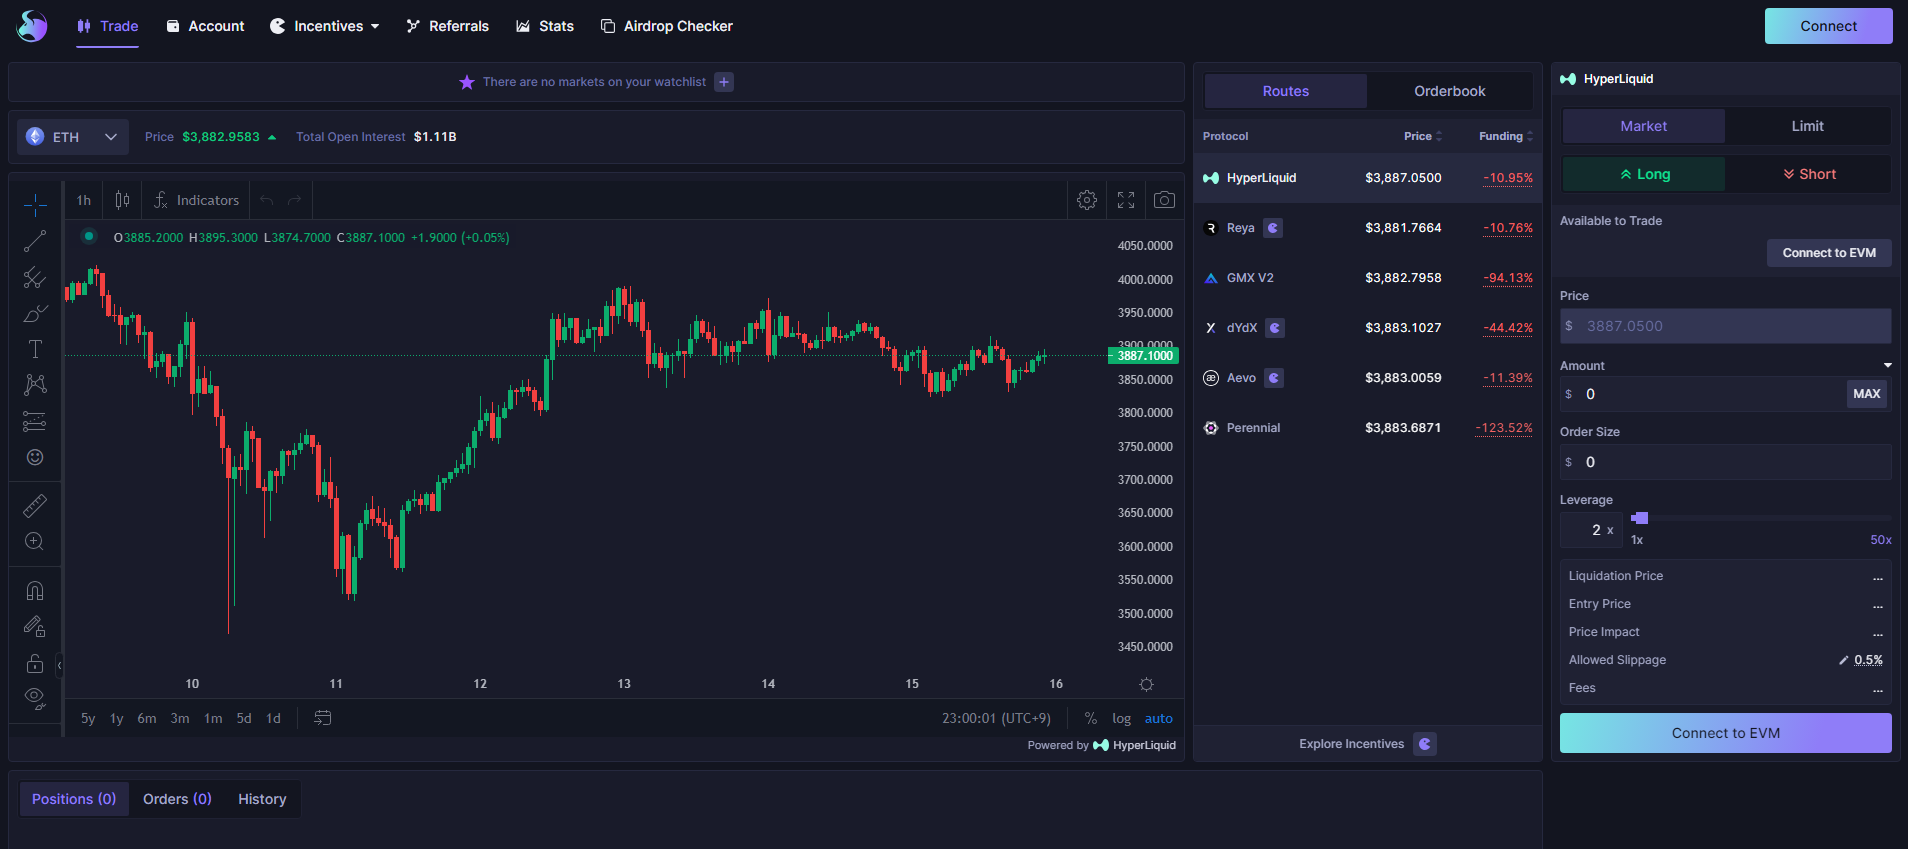 Trade Account Incentives Referrals Stats Airdrop Checker Connect
There are no markets on your watchlist
ETH Price $3,882.9583 Total Open Interest $1.11B
1h Indicators
O3885.2000 H3895.3000 L3874.7000 C3887.1000 +1.9000 (+0.05%)
4050.0000
4000.0000
3950.0000
3900.0000
3887.1000
3850.0000
3800.0000
3750.0000
3700.0000
3650.0000
3600.0000
3550.0000
3500.0000
3450.0000
10 11 12 13 14 15 16
5y 1y 6m 3m 1m 5d 1d 23:00:01 (UTC+9) % log auto
Powered by HyperLiquid
Routes Orderbook
Protocol Price Funding
HyperLiquid $3,887.0500 -10.95%
Reya $3,881.7664 -10.76%
GMX V2 $3,882.7958 -94.13%
dYdX $3,883.1027 -44.42%
Aevo $3,883.0059 -11.39%
Perennial $3,883.6871 -123.52%
Explore Incentives
HyperLiquid
Market Limit
Long Short
Available to Trade
Connect to EVM
Price
$ 3887.0500
Amount
$ 0 MAX
Order Size
$ 0
Leverage
2 x
1x 50x
Liquidation Price ...
Entry Price ...
Price Impact ...
Allowed Slippage 0.5%
Fees ...
Connect to EVM
Positions (0) Orders (0) History